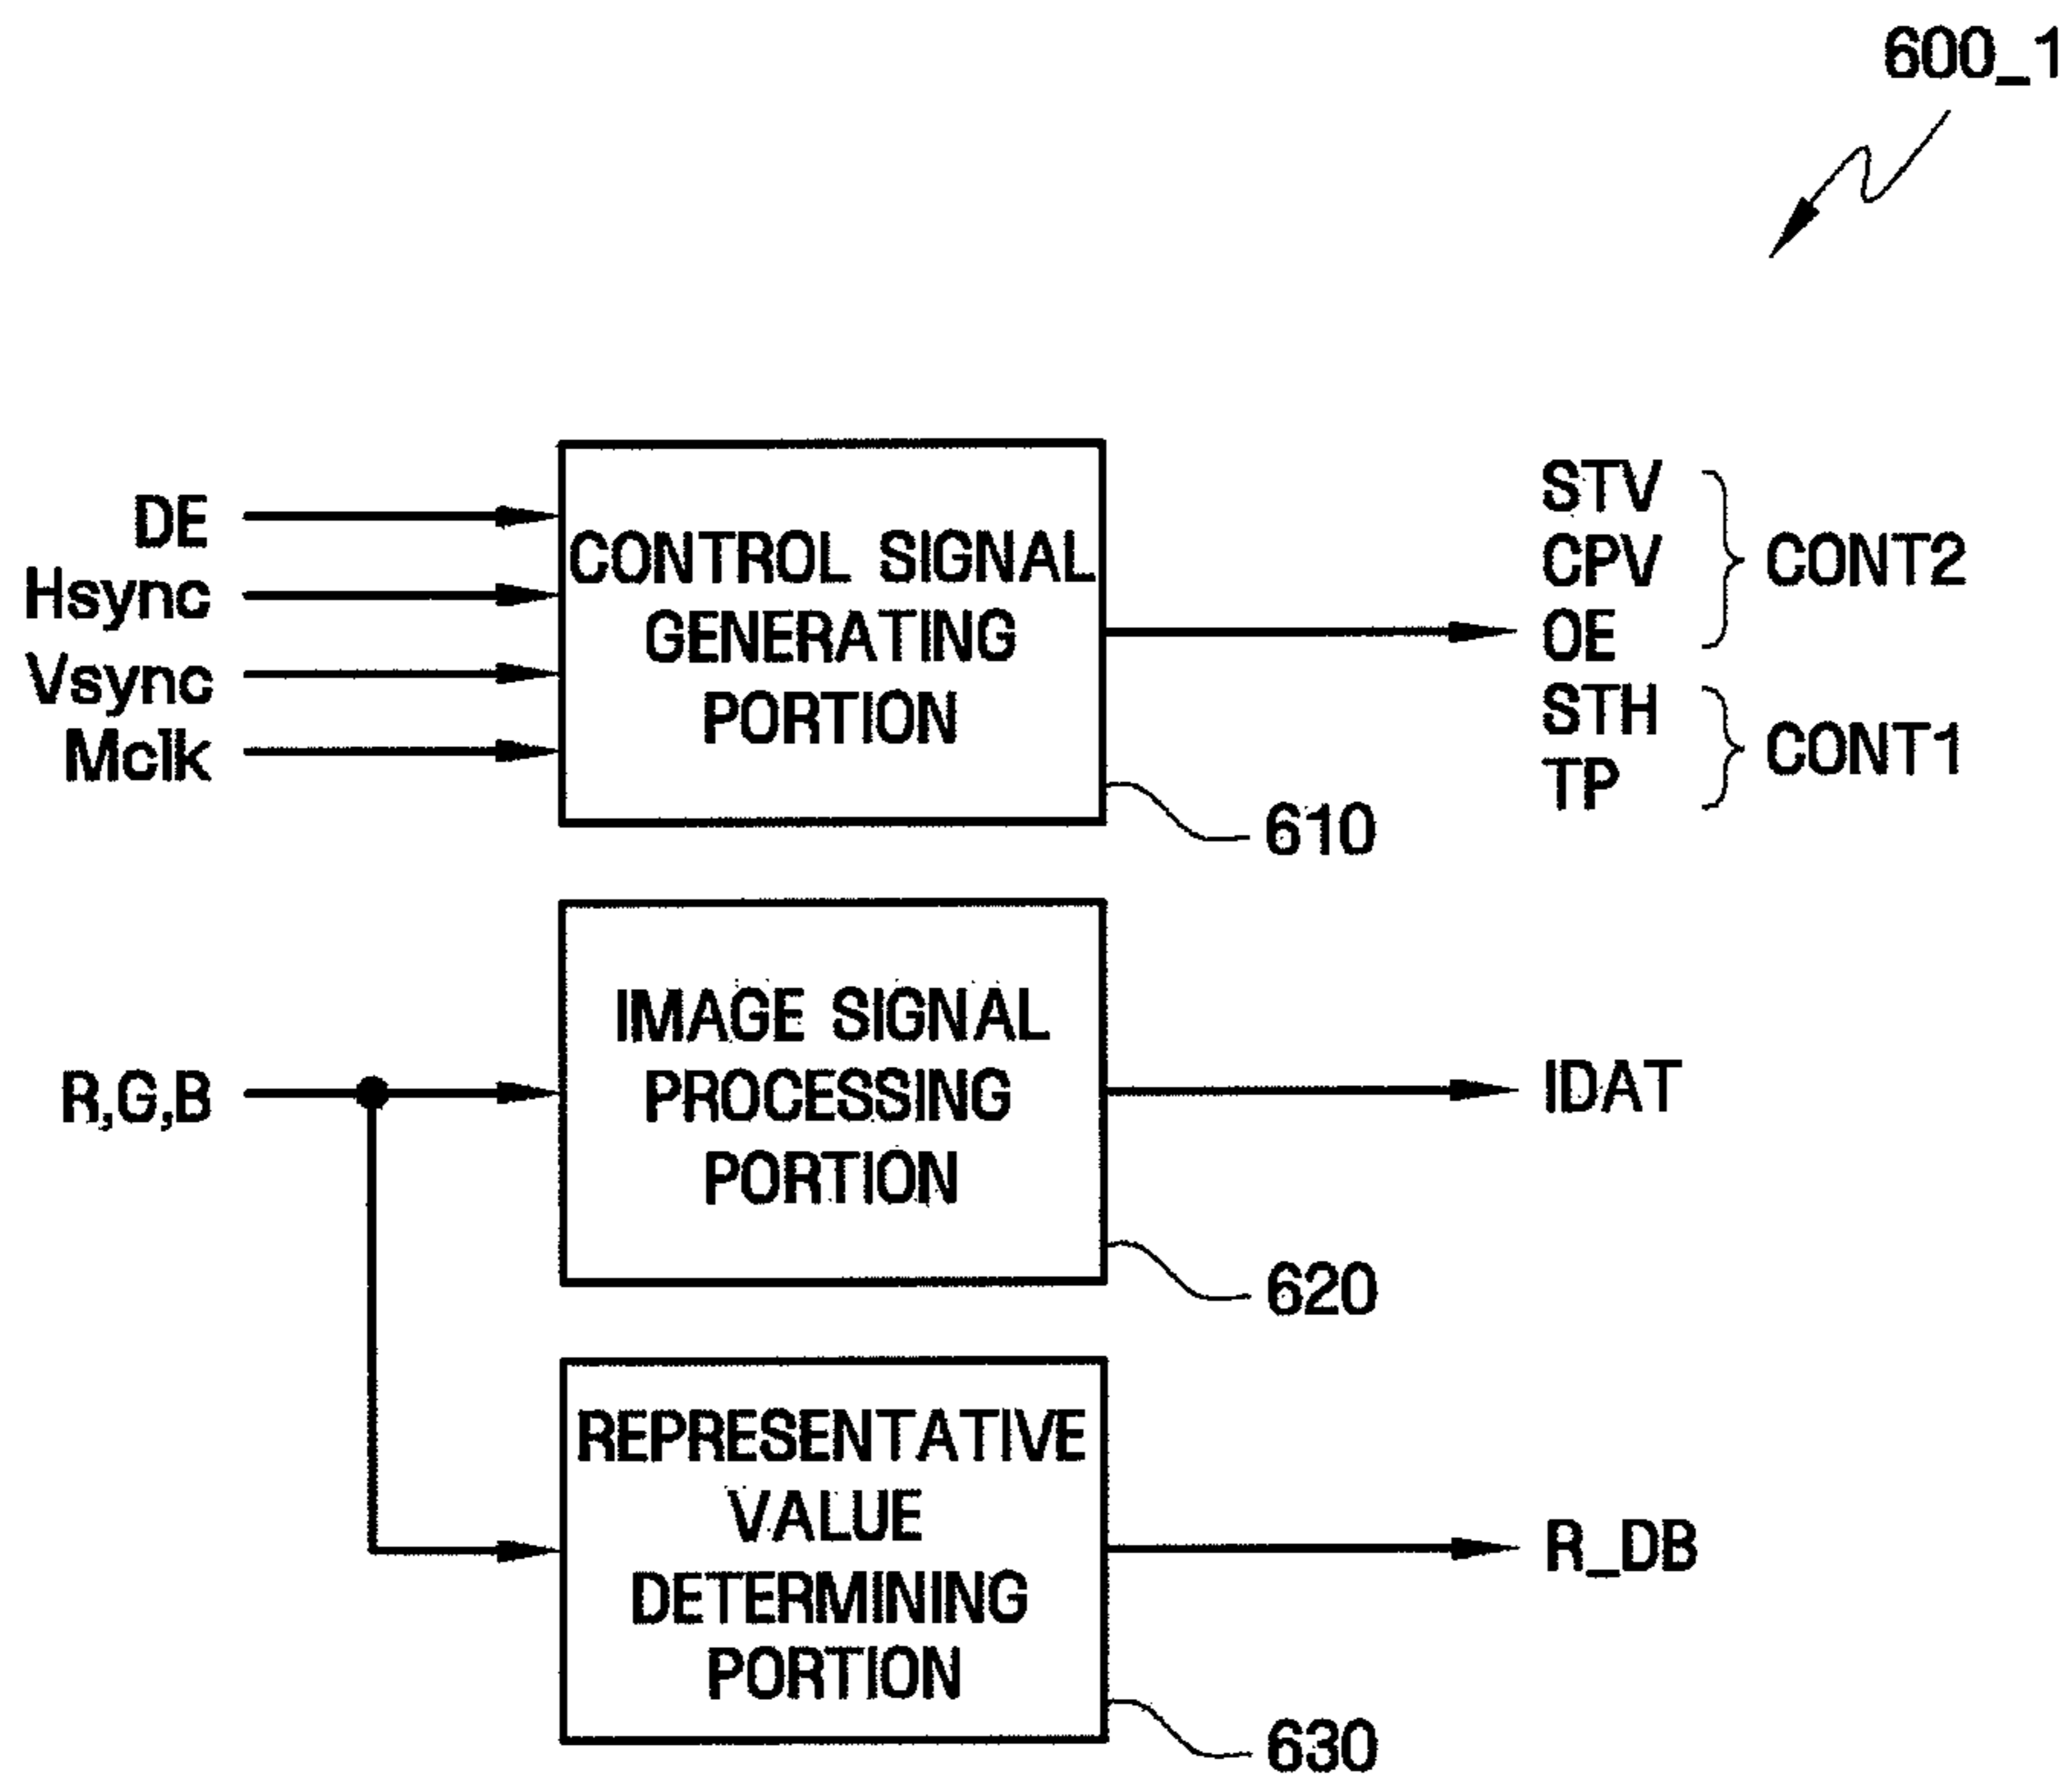 600_1
DE
Hsync
Vsync
Mclk
CONTROL SIGNAL
GENERATING
PORTION
610
STV
CPV
OE
CONT2
STH
TP
CONT1
R,G,B
IMAGE SIGNAL
PROCESSING
PORTION
620
IDAT
REPRESENTATIVE
VALUE
DETERMINING
PORTION
630
R_DB